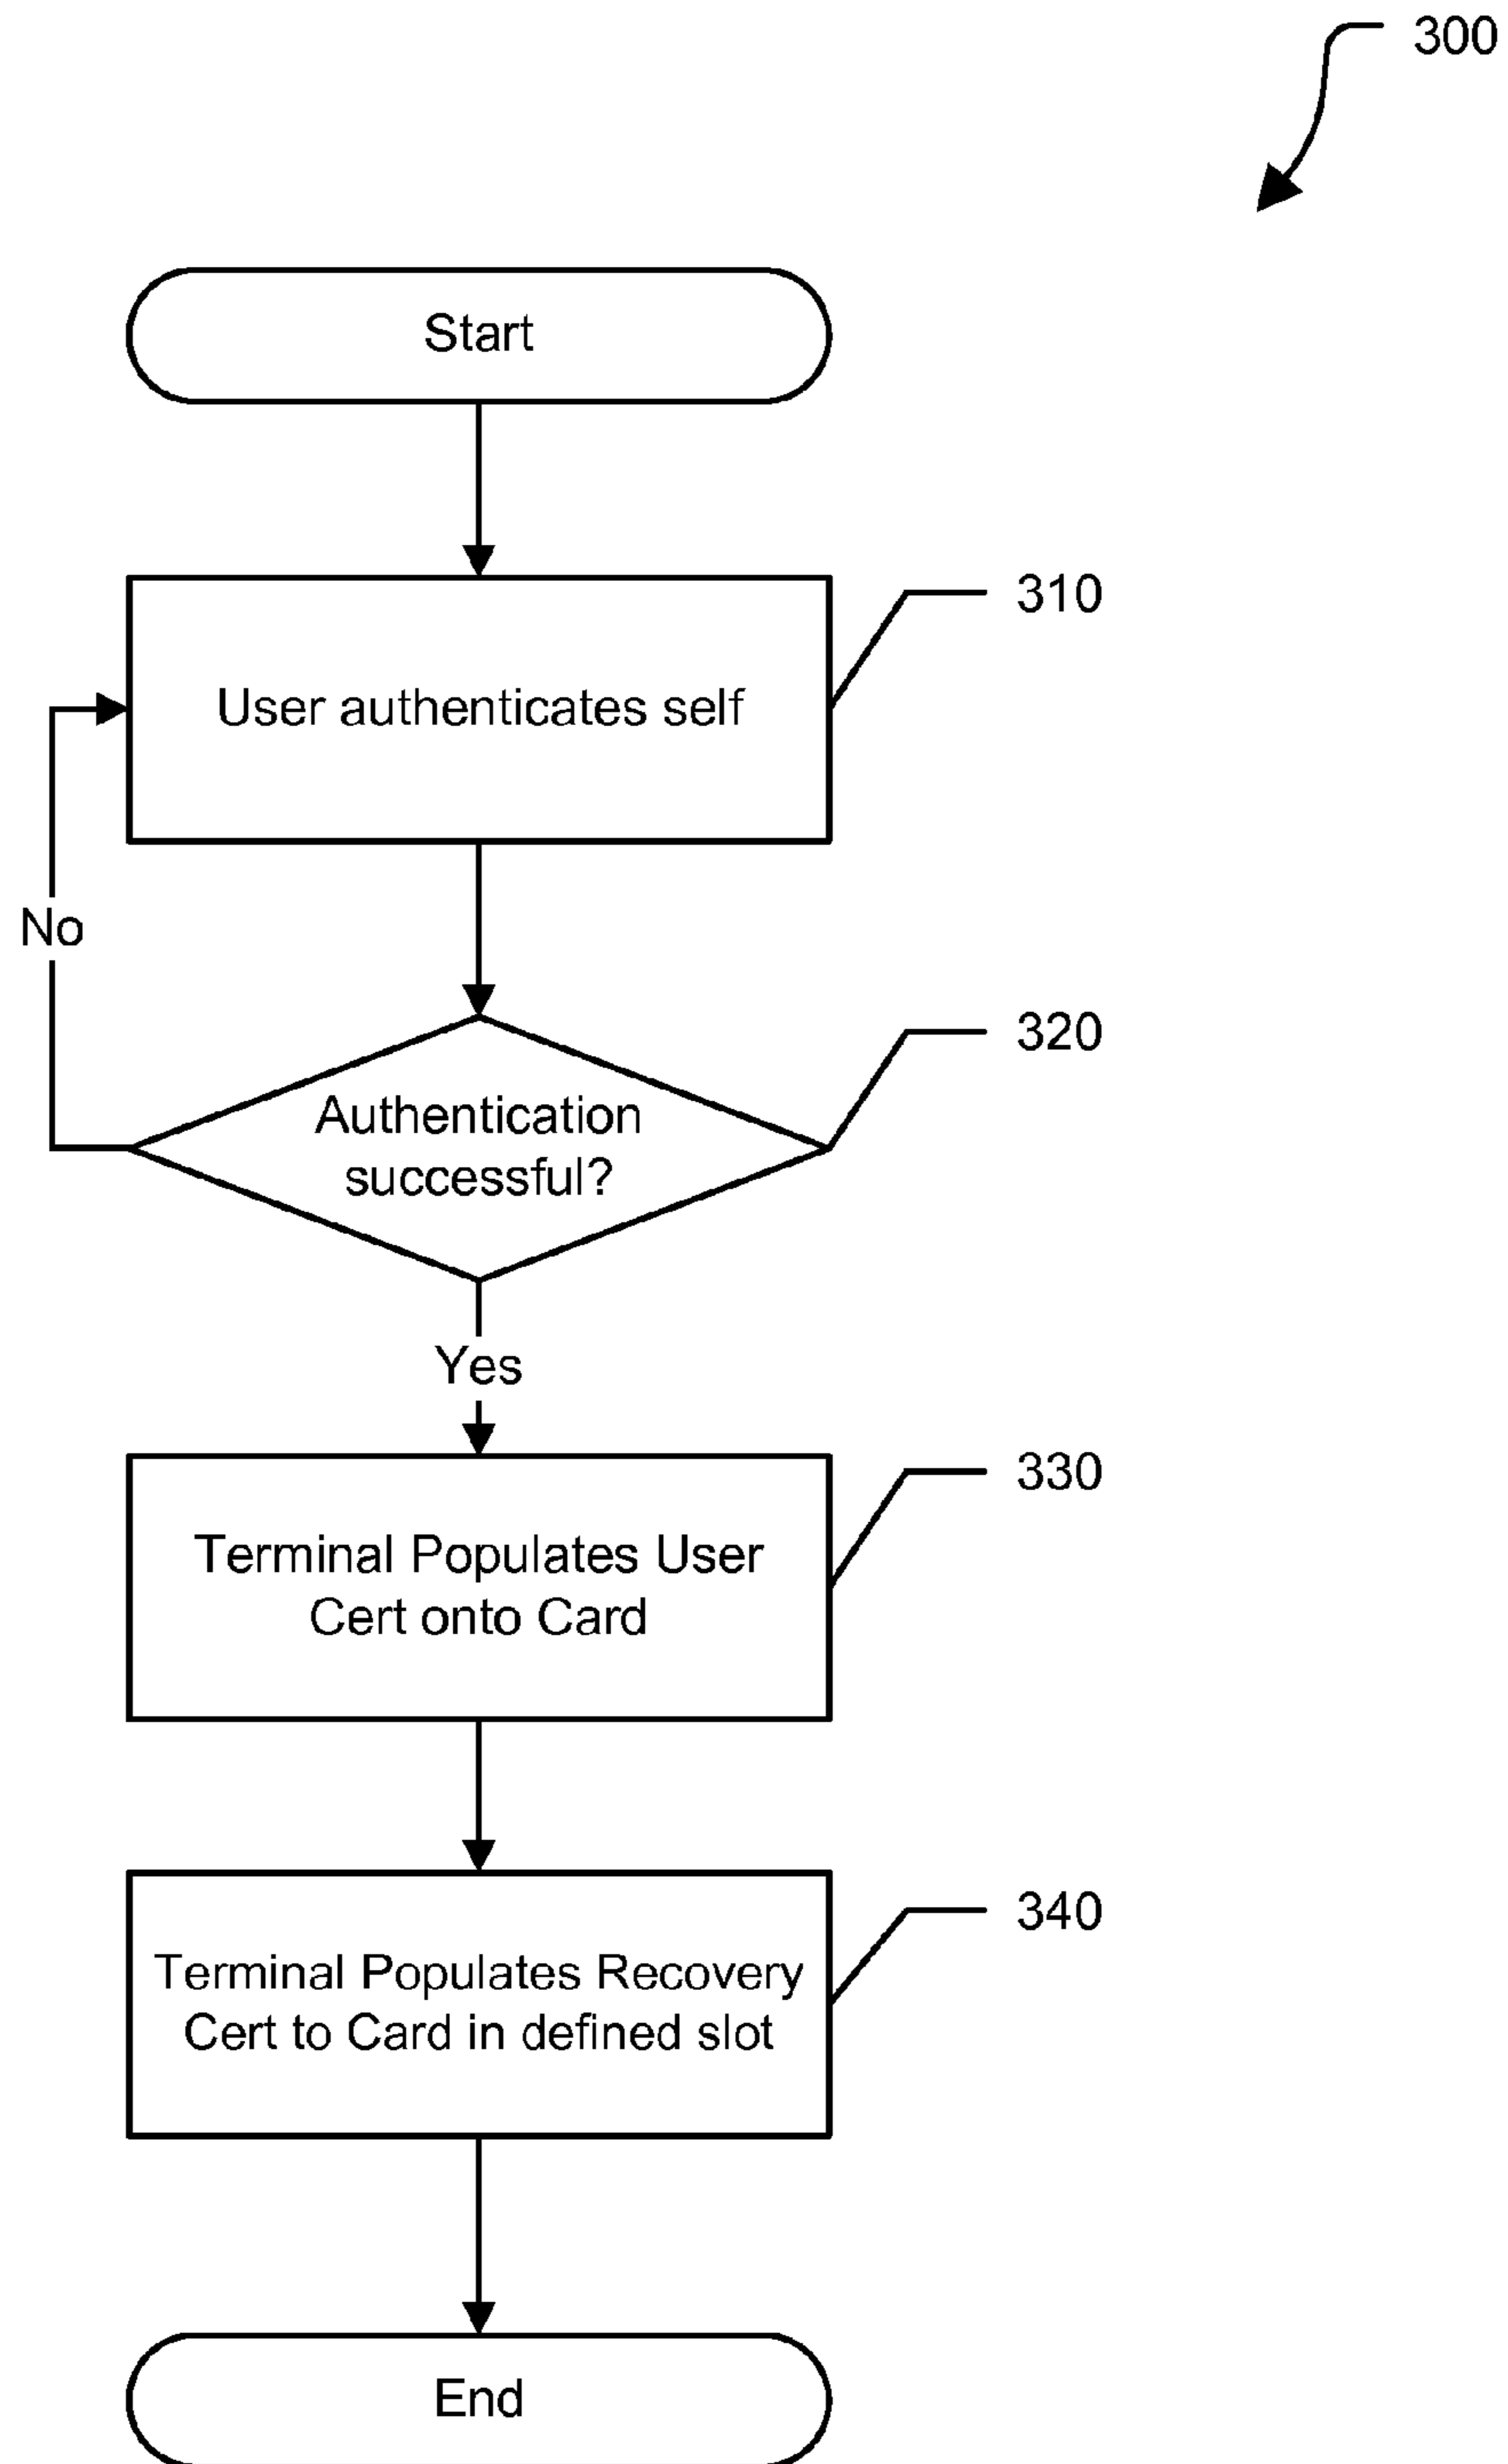 300
Start
310
User authenticates self
No
320
Authentication
successful?
Yes
330
Terminal Populates User
Cert onto Card
340
Terminal Populates Recovery
Cert to Card in defined slot
End